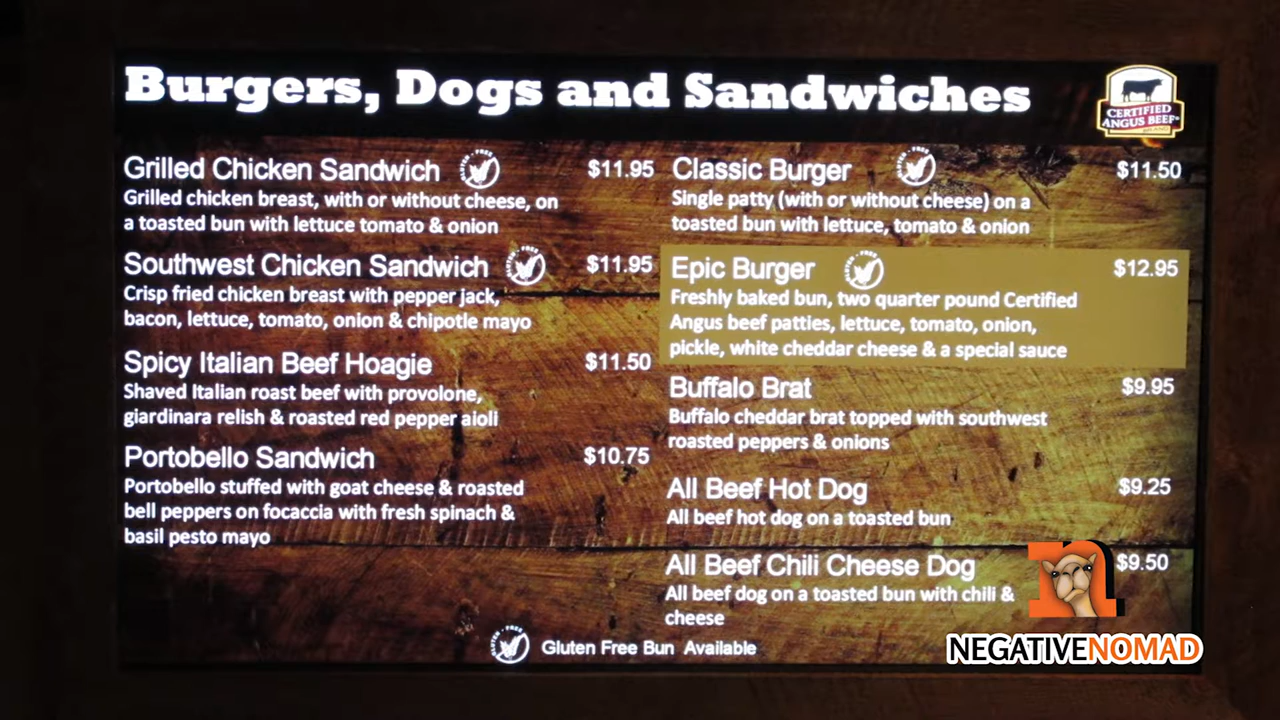 Burgers, Dogs and Sandwiches
CERTIFIED
ANGUS BEEF
Grilled Chicken Sandwich $11.95
Grilled chicken breast, with or without cheese, on
a toasted bun with lettuce tomato & onion
Southwest Chicken Sandwich $11.95
Crisp fried chicken breast with pepper jack,
bacon, lettuce, tomato, onion & chipotle mayo
Spicy Italian Beef Hoagie $11.50
Shaved Italian roast beef with provolone,
giardinara relish & roasted red pepper aioli
Portobello Sandwich $10.75
Portobello stuffed with goat cheese & roasted
bell peppers on focaccia with fresh spinach &
basil pesto mayo
Classic Burger $11.50
Single patty (with or without cheese) on a
toasted bun with lettuce, tomato & onion
Epic Burger $12.95
Freshly baked bun, two quarter pound Certified
Angus beef patties, lettuce, tomato, onion,
pickle, white cheddar cheese & a special sauce
Buffalo Brat $9.95
Buffalo cheddar brat topped with southwest
roasted peppers & onions
All Beef Hot Dog $9.25
All beef hot dog on a toasted bun
All Beef Chili Cheese Dog $9.50
All beef dog on a toasted bun with chili &
cheese
GLUTEN-FREE Gluten Free Bun Available
n
NEGATIVENOMAD